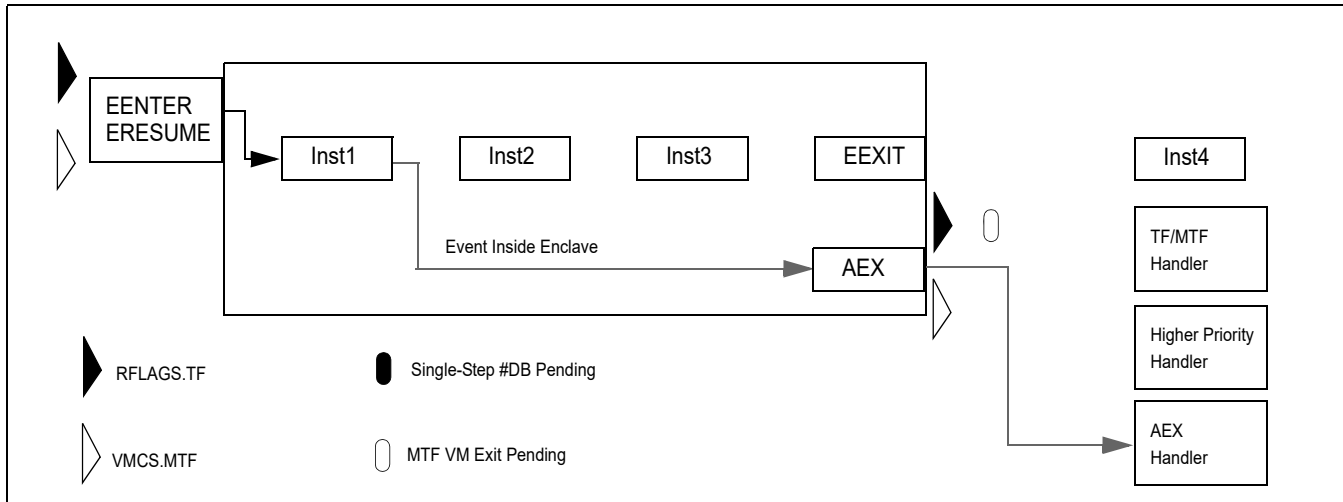 EENTER
ERESUME
Inst1
Inst2
Inst3
EEXIT
Inst4
Event Inside Enclave
AEX
TF/MTF
Handler
Higher Priority
Handler
AEX
Handler
RFLAGS.TF
Single-Step #DB Pending
VMCS.MTF
MTF VM Exit Pending